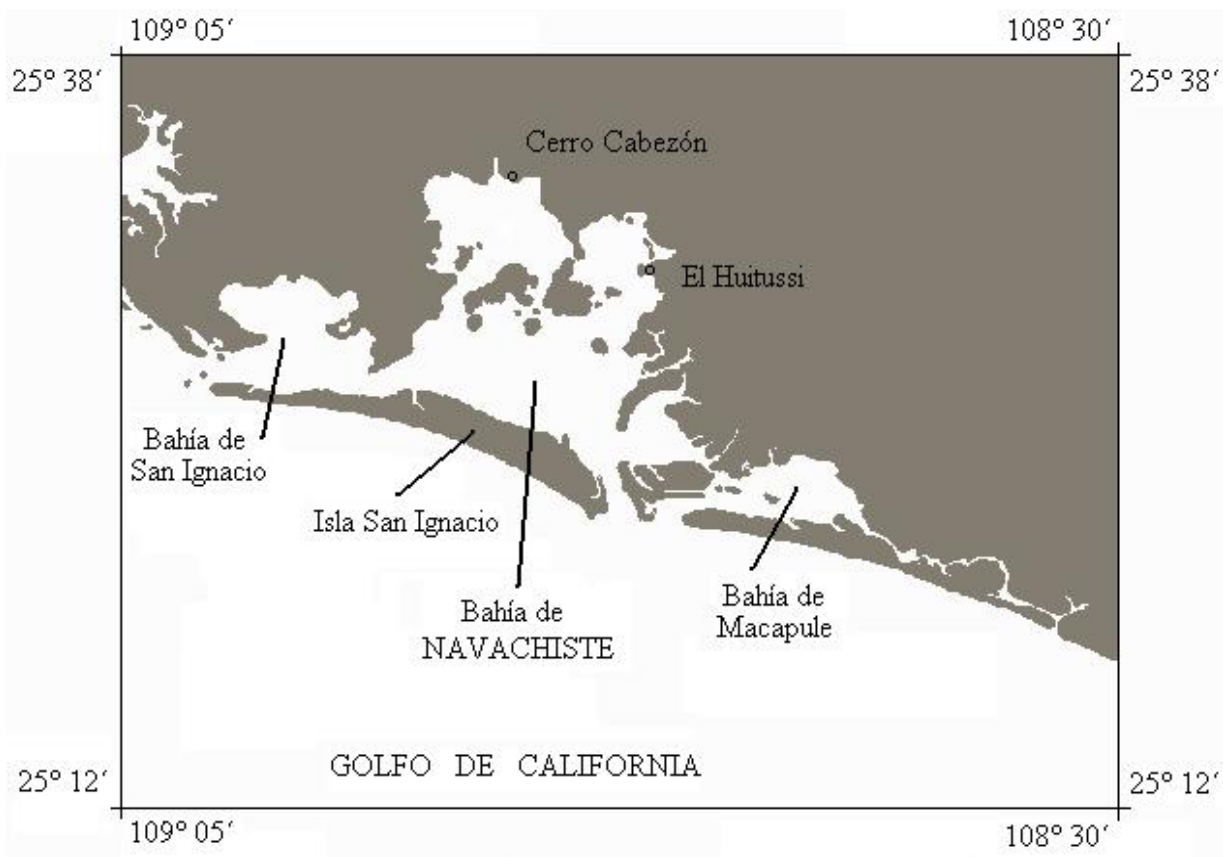 109° 05′
108° 30′
25° 38′
25° 38′
Cerro Cabezón
El Huitussi
Bahía de
San Ignacio
Isla San Ignacio
Bahía de
NAVACHISTE
Bahía de
Macapule
GOLFO DE CALIFORNIA
25° 12′
25° 12′
109° 05′
108° 30′